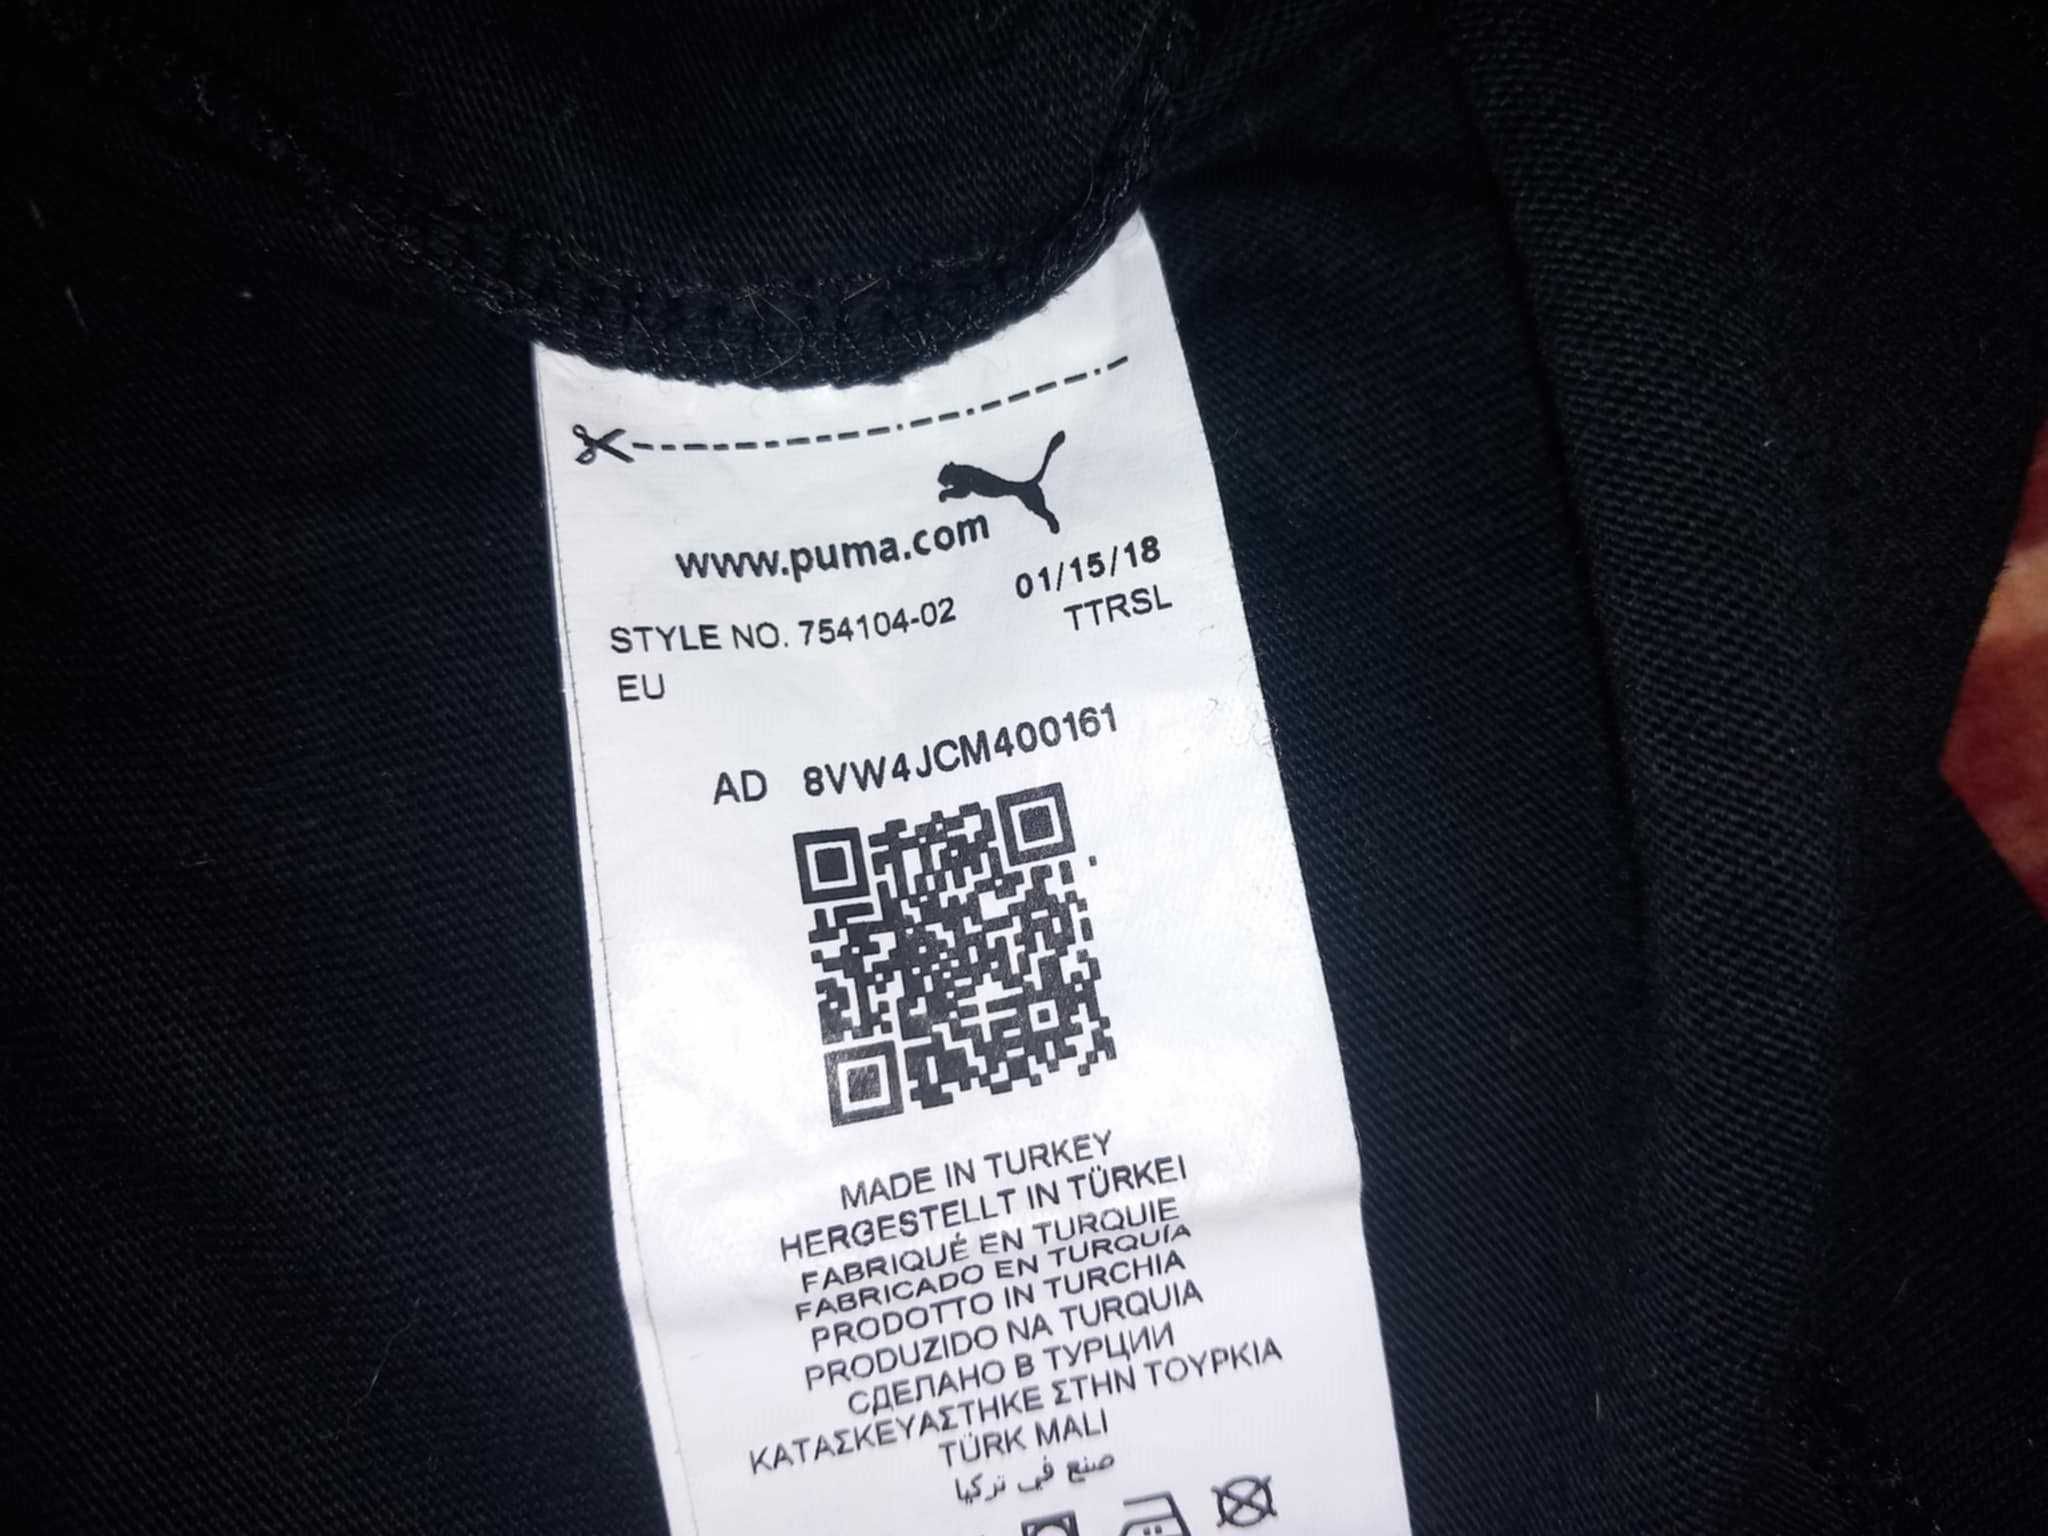 www.puma.com
STYLE NO. 754104-02 01/15/18
EU TTRSL
AD 8VW4JCM400161
MADE IN TURKEY
HERGESTELLT IN TÜRKEI
FABRIQUÉ EN TURQUIE
FABRICADO EN TURQUÍA
PRODOTTO IN TURCHIA
PRODUZIDO NA TURQUIA
СДЕЛАНО В ТУРЦИИ
ΚΑΤΑΣΚΕΥΑΣΤΗΚΕ ΣΤΗΝ ΤΟΥΡΚΙΑ
TÜRK MALI
صنع في تركيا